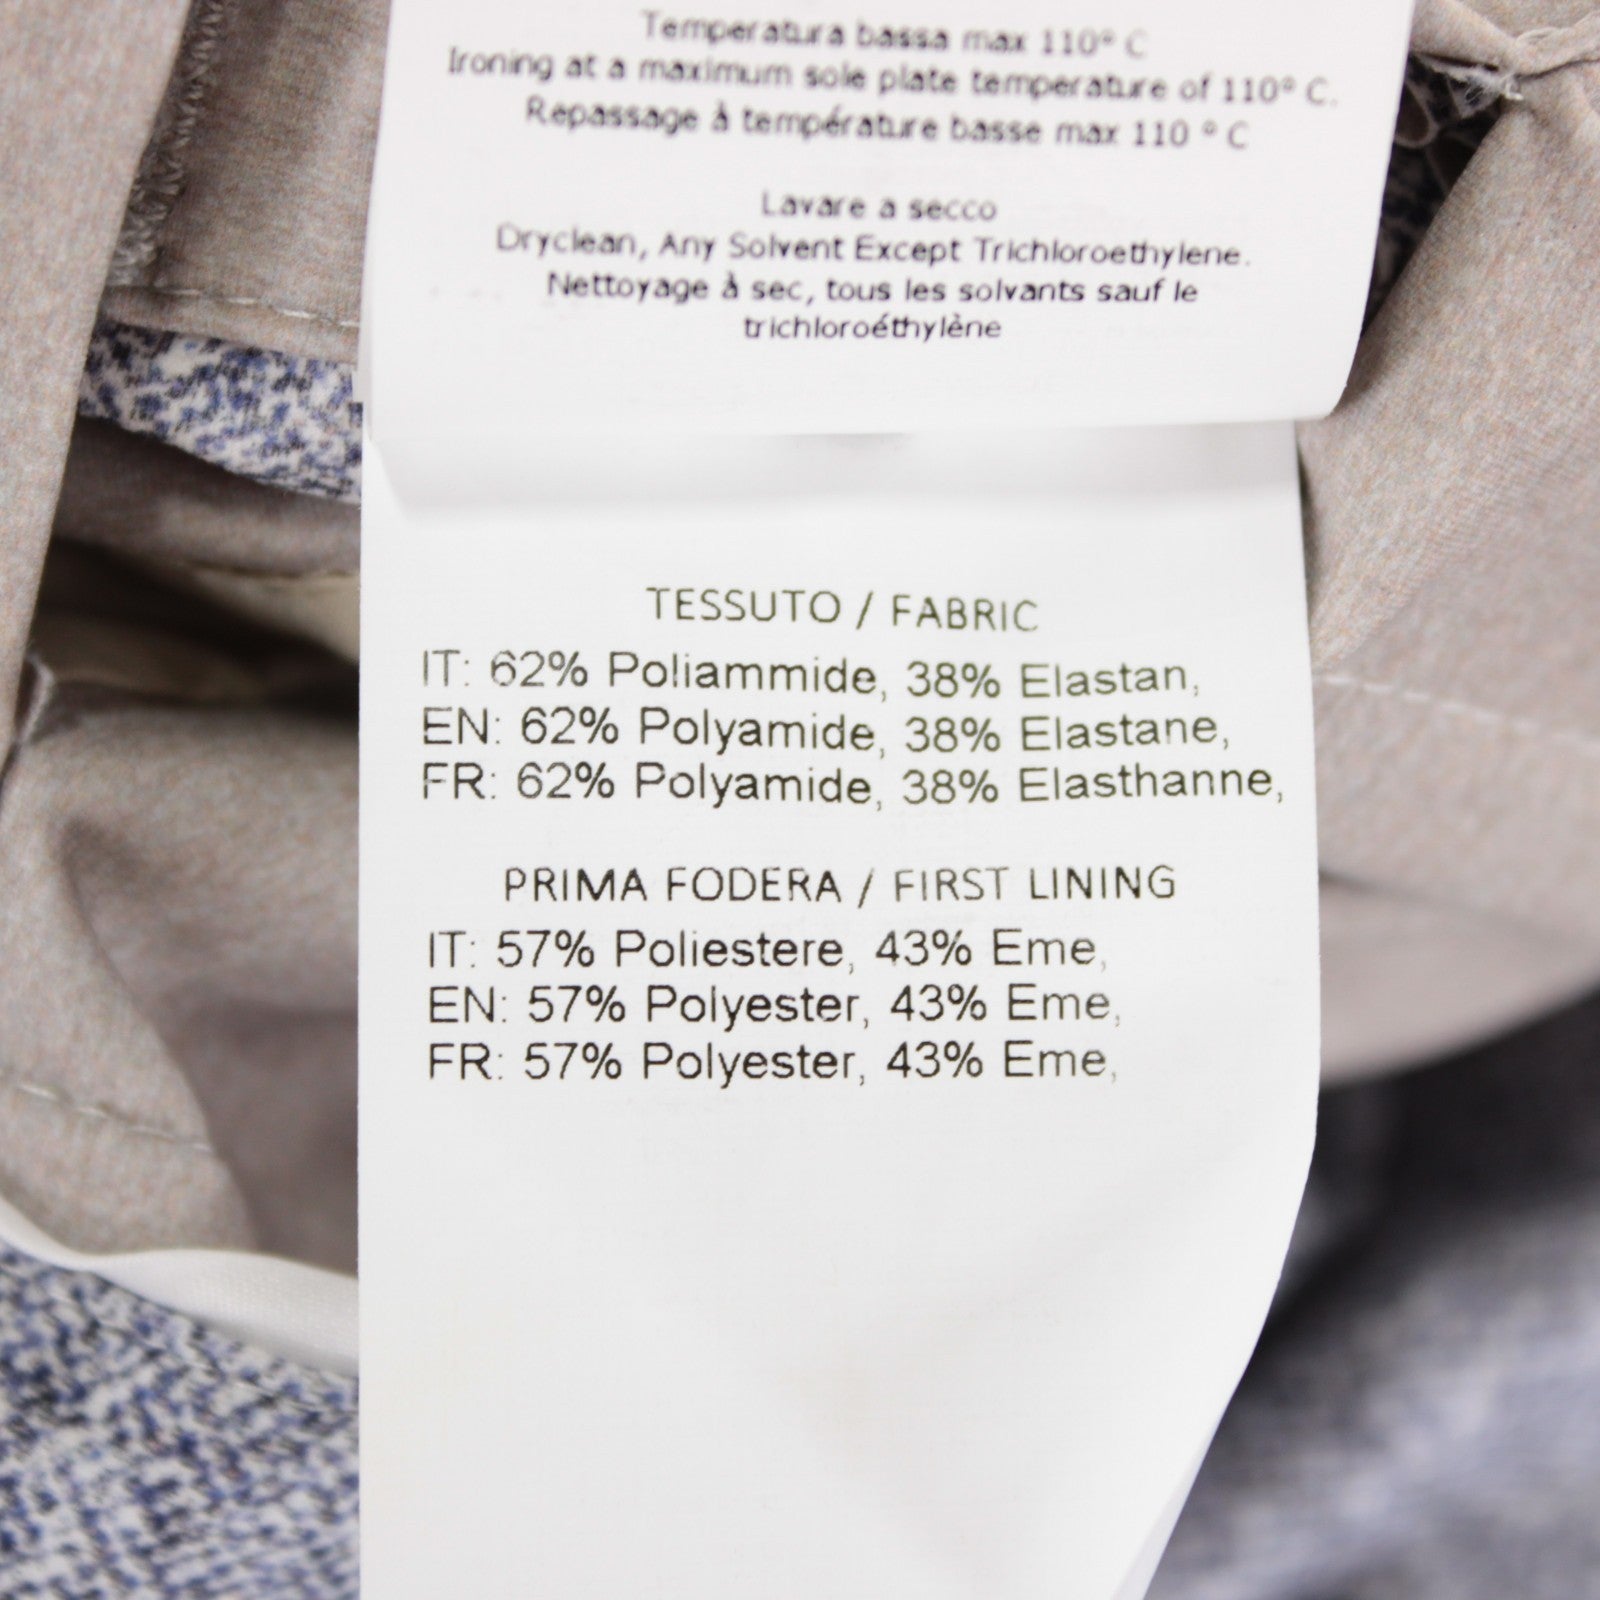 Temperatura bassa max 110° C
Ironing at a maximum sole plate temperature of 110° C.
Repassage à température basse max 110 ° C
Lavare a secco
Dryclean, Any Solvent Except Trichloroethylene.
Nettoyage à sec, tous les solvants sauf le
trichloroéthylène
TESSUTO / FABRIC
IT: 62% Poliammide, 38% Elastan,
EN: 62% Polyamide, 38% Elastane,
FR: 62% Polyamide, 38% Elasthanne,
PRIMA FODERA / FIRST LINING
IT: 57% Poliestere, 43% Eme,
EN: 57% Polyester, 43% Eme,
FR: 57% Polyester, 43% Eme,